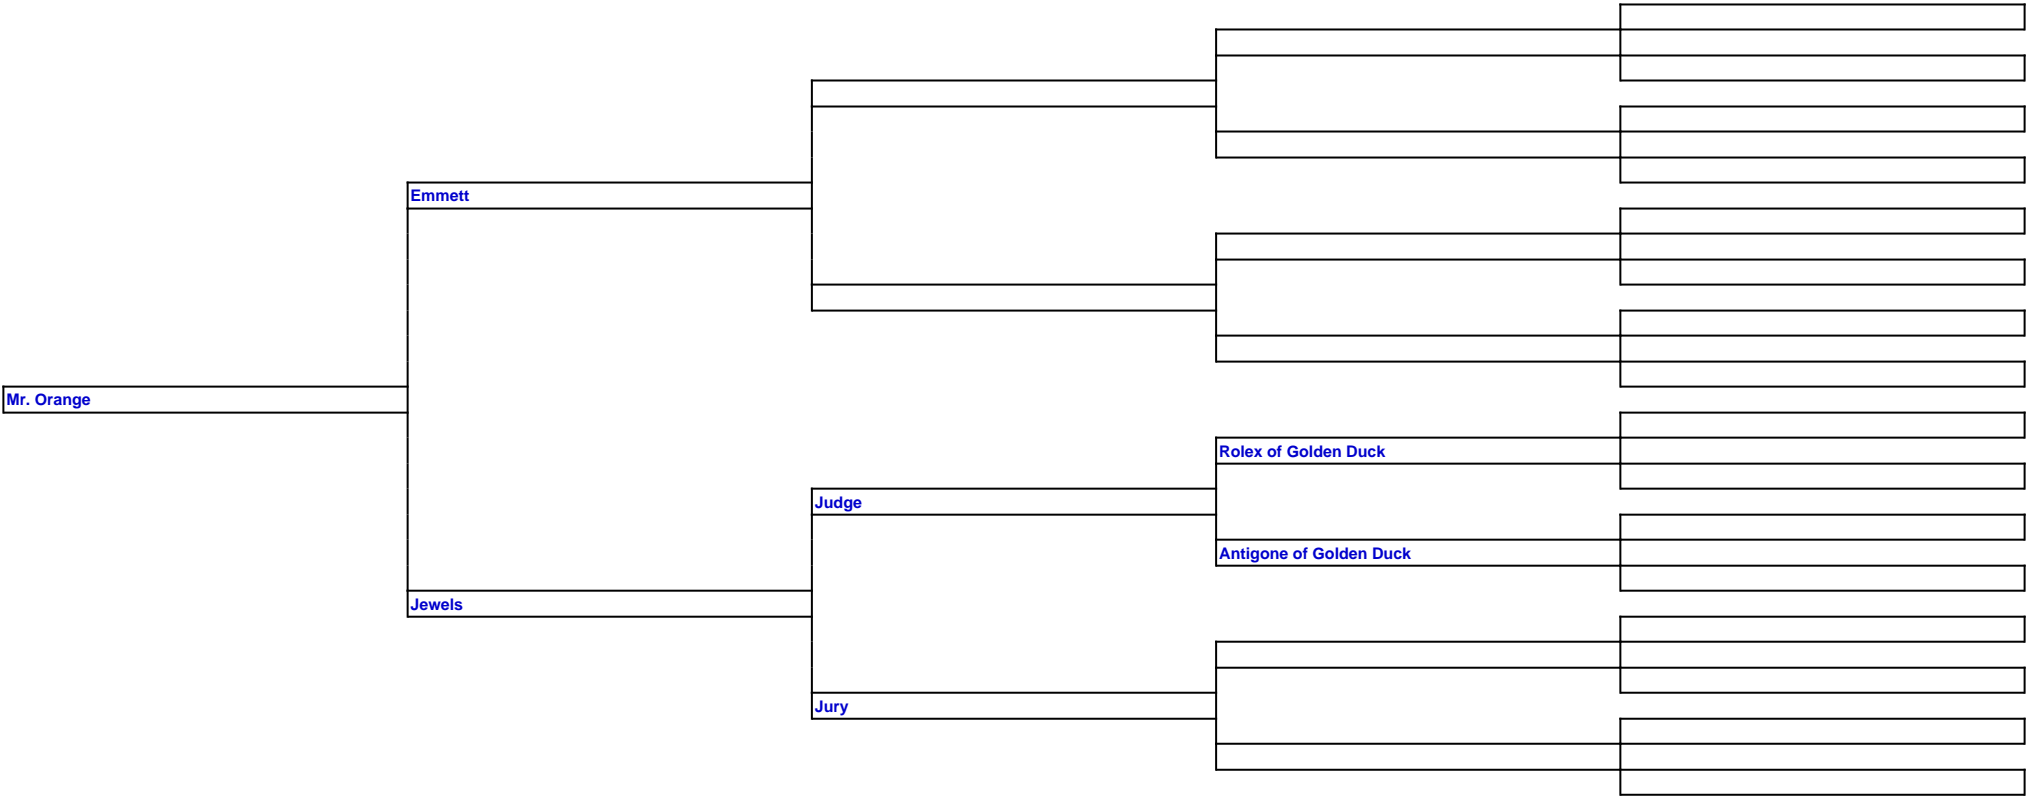 Emmett
Mr. Orange
Rolex of Golden Duck
Judge
Antigone of Golden Duck
Jewels
Jury